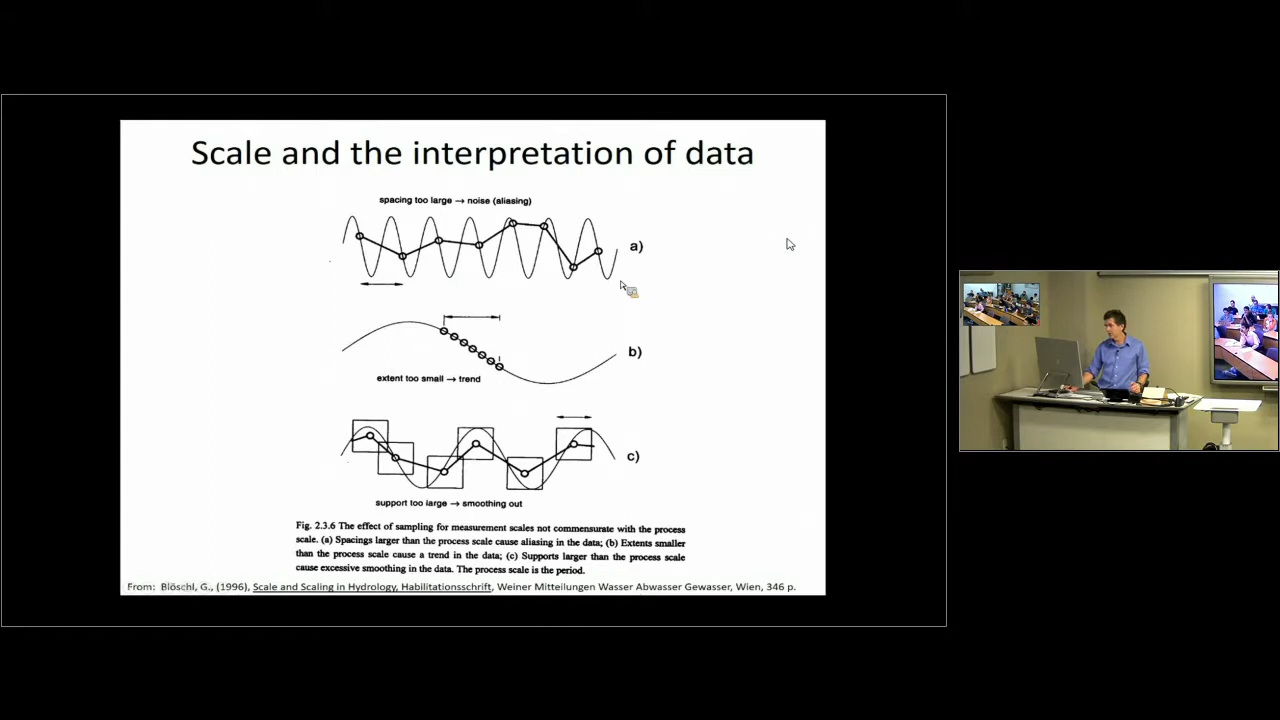 Scale and the interpretation of data
spacing too large → noise (aliasing)
a)
b)
extent too small → trend
c)
support too large → smoothing out
Fig. 2.3.6 The effect of sampling for measurement scales not commensurate with the process
scale. (a) Spacings larger than the process scale cause aliasing in the data; (b) Extents smaller
than the process scale cause a trend in the data; (c) Supports larger than the process scale
cause excessive smoothing in the data. The process scale is the period.
From: Blöschl, G., (1996), Scale and Scaling in Hydrology, Habilitationsschrift, Weiner Mitteilungen Wasser Abwasser Gewasser, Wien, 346 p.